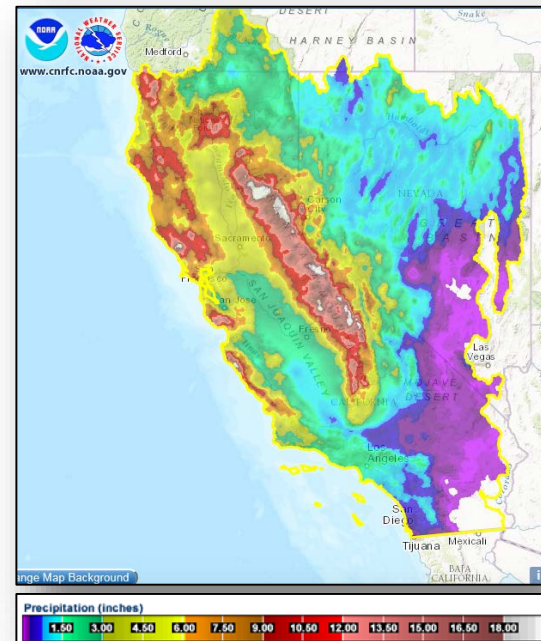 DESERT
Snake
HARNEY BASIN
NOAA
NATIONAL WEATHER SERVICE
Medford
www.cnrfc.noaa.gov
Carson
City
NEVADA
GREAT
BASIN
Sacramento
San Jose
SAN JOAQUIN VALLEY
Fresno
Las
Vegas
MOJAVE
DESERT
CALIFORNIA
Los
Angeles
San
Diego
Tijuana
Mexicali
BAJA
CALIFORNIA
ange Map Background
Precipitation (inches)
1.50 3.00 4.50 6.00 7.50 9.00 10.50 12.00 13.50 15.00 16.50 18.00